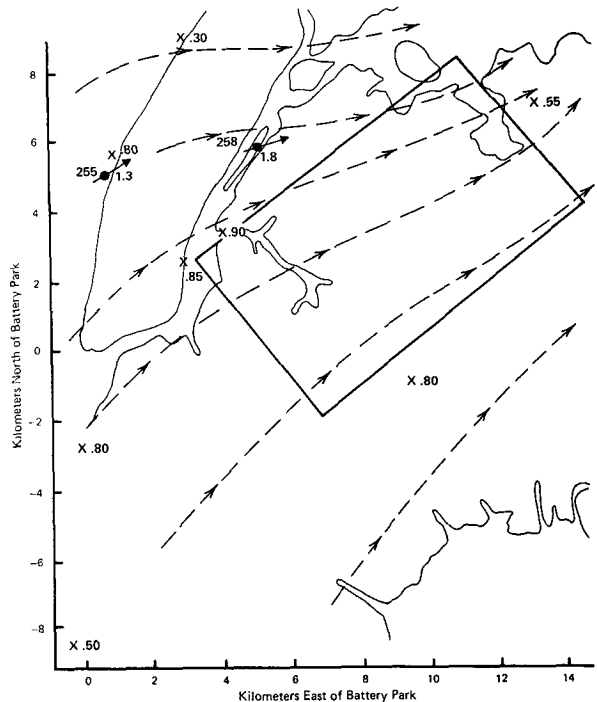 X .30
8
258
X .55
6
X .80
1.8
255
1.3
4
X .90
X
.85
2
0
X .80
-2
X .80
-4
-6
-8
X .50
0 2 4 6 8 10 12 14
Kilometers East of Battery Park
Kilometers North of Battery Park